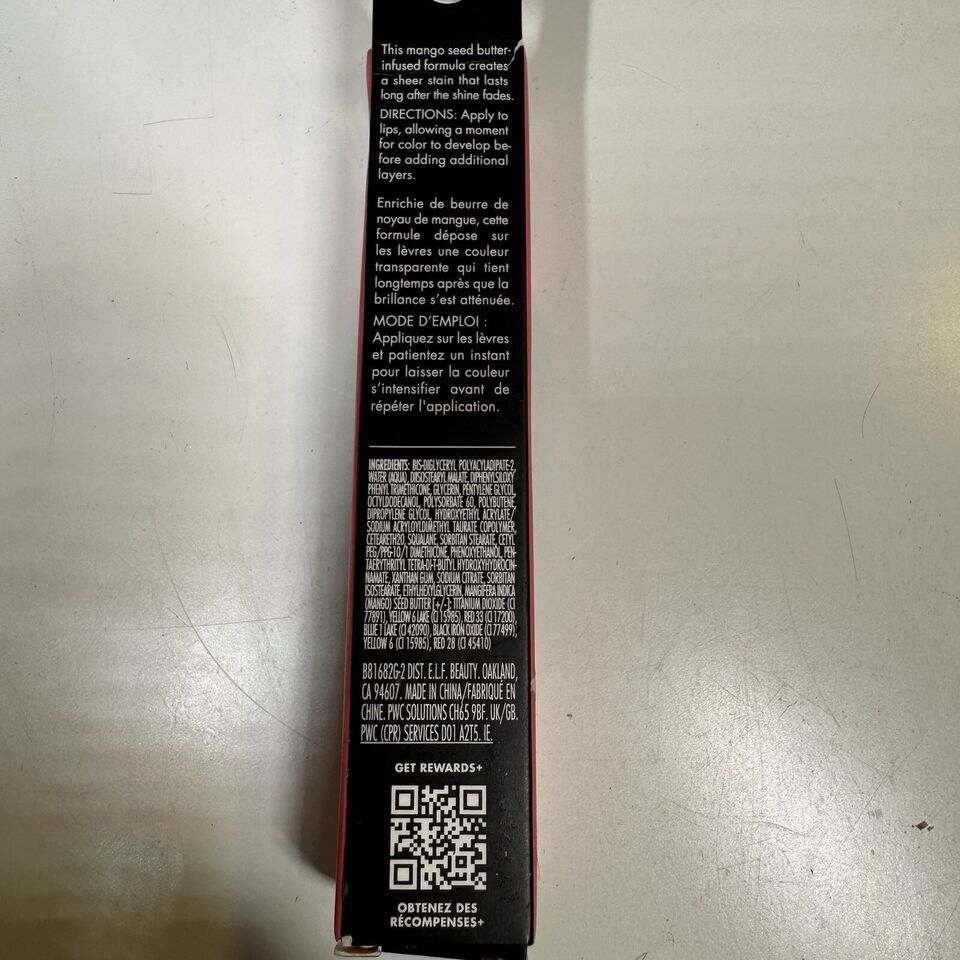 This mango seed butter-
infused formula creates
a sheer stain that lasts
long after the shine fades.
DIRECTIONS: Apply to
lips, allowing a moment
for color to develop be-
fore adding additional
layers.
Enrichie de beurre de
noyau de mangue, cette
formule dépose sur
les lèvres une couleur
transparente qui tient
longtemps après que la
brillance s'est atténuée.
MODE D'EMPLOI :
Appliquez sur les lèvres
et patientez un instant
pour laisser la couleur
s'intensifier avant de
répéter l'application.
INGREDIENTS: BIS-DIGLYCERYL POLYACYLADIPATE-2,
WATER (AQUA), DIISOSTEARYL MALATE, DIPHENYLSILOXY
PHENYL TRIMETHICONE, GLYCERIN, PENTYLENE GLYCOL,
OCTYLDODECANOL, POLYSORBATE 60, POLYBUTENE,
DIPROPYLENE GLYCOL, HYDROXYETHYL ACRYLATE/
SODIUM ACRYLOYLDIMETHYL TAURATE COPOLYMER,
CETEARETH20, SQUALANE, SORBITAN STEARATE, CETYL
PEG/PPG-10/1 DIMETHICONE, PHENOXYETHANOL, PEN-
TAERYTHRITYL TETRA-DI-T-BUTYL HYDROXYHYDROCIN-
NAMATE, XANTHAN GUM, SODIUM CITRATE, SORBITAN
ISOSTEARATE, ETHYLHEXYLGLYCERIN, MANGIFERA INDICA
(MANGO) SEED BUTTER [+/-]: TITANIUM DIOXIDE (CI
77891), YELLOW 6 LAKE (CI 15985), RED 33 (CI 17200),
BLUE 1 LAKE (CI 42090), BLACK IRON OXIDE (CI 77499),
YELLOW 6 (CI 15985), RED 28 (CI 45410)
B81682G-2 DIST. E.L.F. BEAUTY. OAKLAND,
CA 94607. MADE IN CHINA/FABRIQUÉ EN
CHINE. PWC SOLUTIONS CH65 9BF. UK/GB.
PWC (CPR) SERVICES D01 A2T5. IE.
GET REWARDS+
OBTENEZ DES
RÉCOMPENSES+